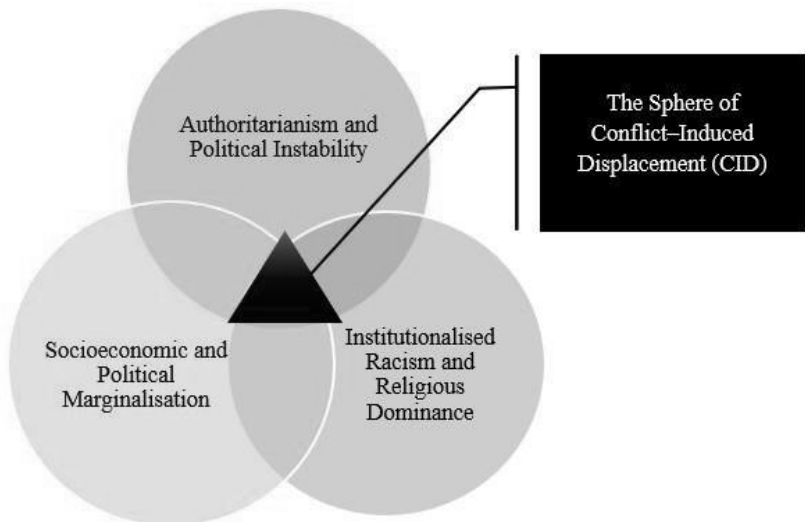 Authoritarianism and
Political Instability
The Sphere of
Conflict–Induced
Displacement (CID)
Socioeconomic and
Political
Marginalisation
Institutionalised
Racism and
Religious
Dominance